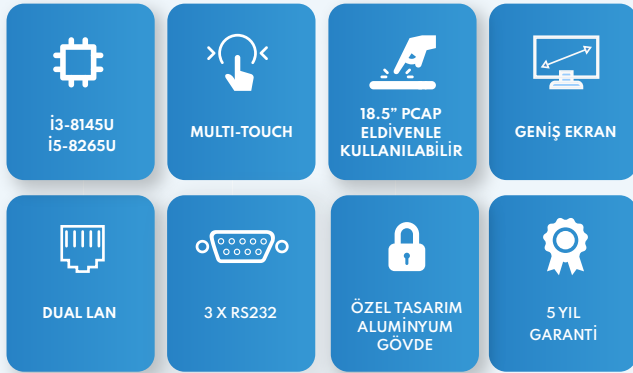 İ3-8145U
İ5-8265U
MULTI-TOUCH
18.5” PCAP
ELDİVENLE
KULLANILABİLİR
GENİŞ EKRAN
DUAL LAN
3 X RS232
ÖZEL TASARIM
ALUMİNYUM
GÖVDE
5 YIL
GARANTİ